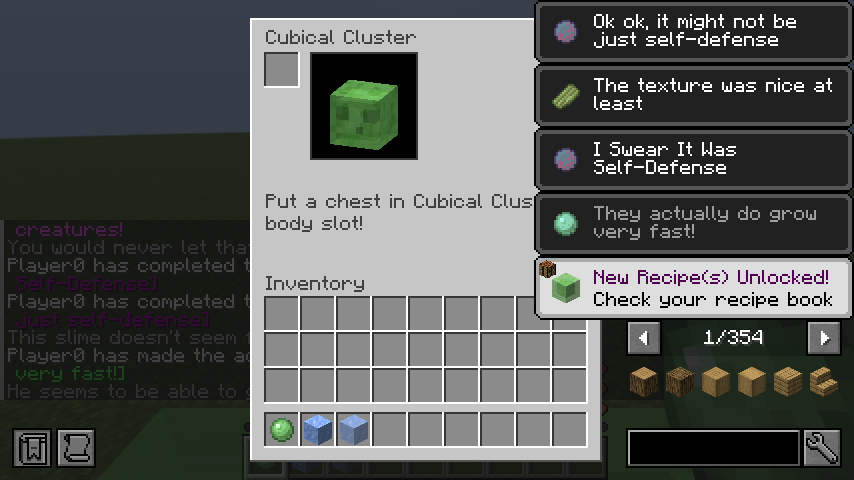 Cubical Cluster
Put a chest in Cubical Clus
body slot!
Inventory
Ok ok, it might not be
just self-defense
The texture was nice at
least
I Swear It Was
Self-Defense
They actually do grow
very fast!
New Recipe(s) Unlocked!
Check your recipe book
1/354
creatures!
You would never let tha
Player0 has completed t
Self-Defense]
Player0 has completed t
just self-defense]
This slime doesn't seem
Player0 has made the ad
very fast!]
He seems to be able to